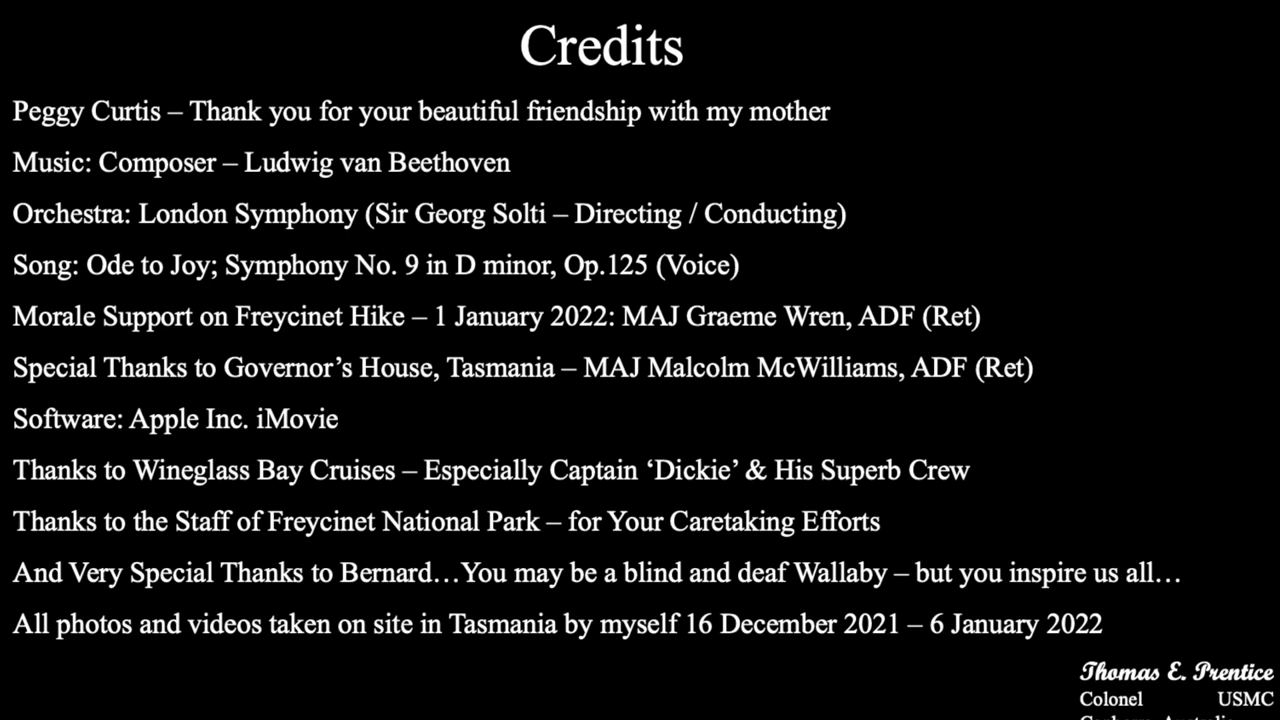 Credits
Peggy Curtis – Thank you for your beautiful friendship with my mother
Music: Composer – Ludwig van Beethoven
Orchestra: London Symphony (Sir Georg Solti – Directing / Conducting)
Song: Ode to Joy; Symphony No. 9 in D minor, Op.125 (Voice)
Morale Support on Freycinet Hike – 1 January 2022: MAJ Graeme Wren, ADF (Ret)
Special Thanks to Governor’s House, Tasmania – MAJ Malcolm McWilliams, ADF (Ret)
Software: Apple Inc. iMovie
Thanks to Wineglass Bay Cruises – Especially Captain ‘Dickie’ & His Superb Crew
Thanks to the Staff of Freycinet National Park – for Your Caretaking Efforts
And Very Special Thanks to Bernard…You may be a blind and deaf Wallaby – but you inspire us all…
All photos and videos taken on site in Tasmania by myself 16 December 2021 – 6 January 2022
Thomas E. Prentice
Colonel USMC